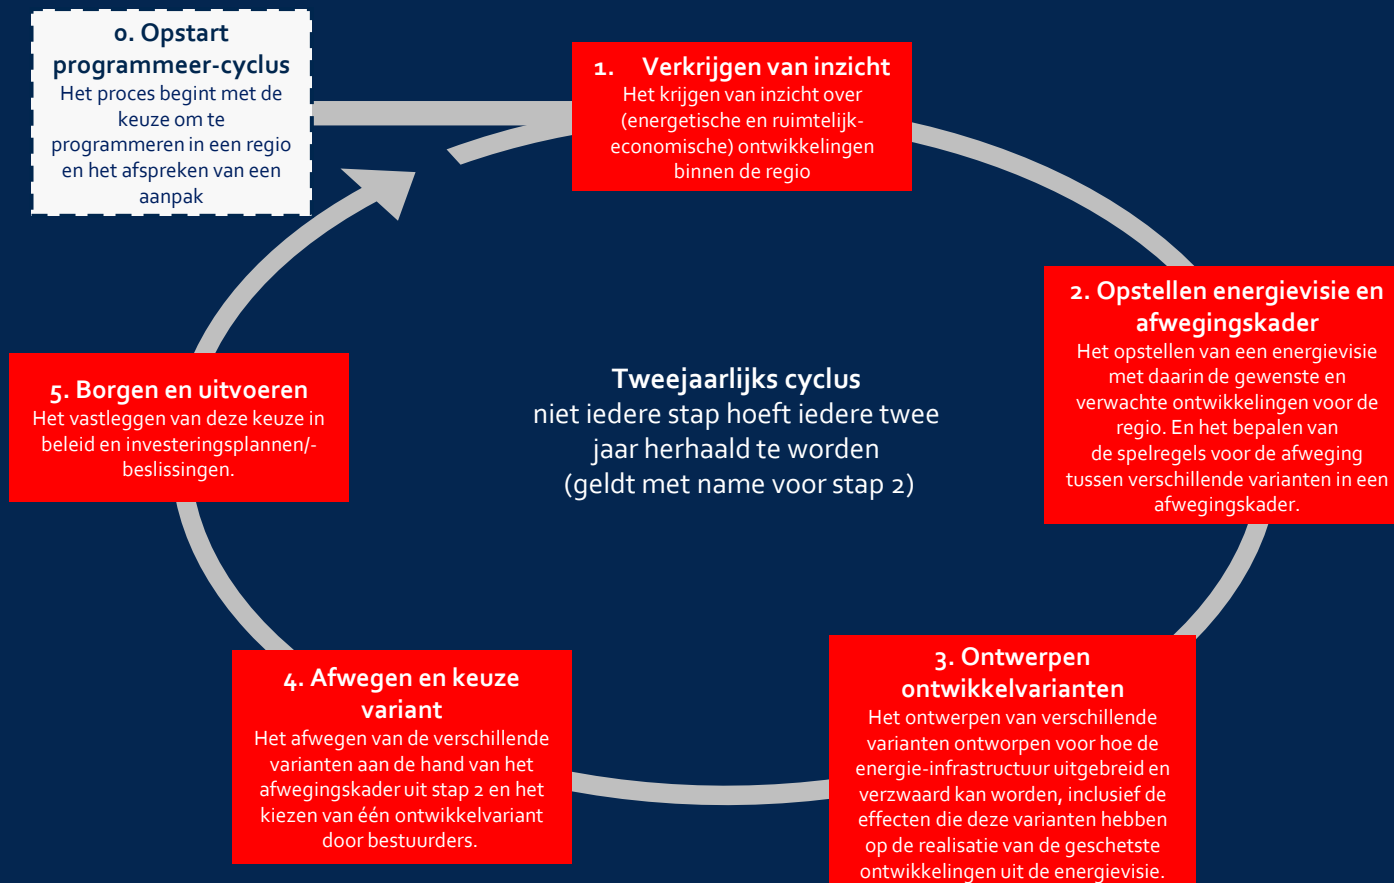 0. Opstart
programmeer-cyclus
Het proces begint met de
keuze om te
programmeren in een regio
en het afspreken van een
aanpak
1. Verkrijgen van inzicht
Het krijgen van inzicht over
(energetische en ruimtelijk-
economische) ontwikkelingen
binnen de regio
2. Opstellen energievisie en
afwegingskader
Het opstellen van een energievisie
met daarin de gewenste en
verwachte ontwikkelingen voor de
regio. En het bepalen van
de spelregels voor de afweging
tussen verschillende varianten in een
afwegingskader.
Tweejaarlijks cyclus
niet iedere stap hoeft iedere twee
jaar herhaald te worden
(geldt met name voor stap 2)
5. Borgen en uitvoeren
Het vastleggen van deze keuze in
beleid en investeringsplannen/-
beslissingen.
4. Afwegen en keuze
variant
Het afwegen van de verschillende
varianten aan de hand van het
afwegingskader uit stap 2 en het
kiezen van één ontwikkelvariant
door bestuurders.
3. Ontwerpen
ontwikkelvarianten
Het ontwerpen van verschillende
varianten ontworpen voor hoe de
energie-infrastructuur uitgebreid en
verzwaard kan worden, inclusief de
effecten die deze varianten hebben
op de realisatie van de geschetste
ontwikkelingen uit de energievisie.